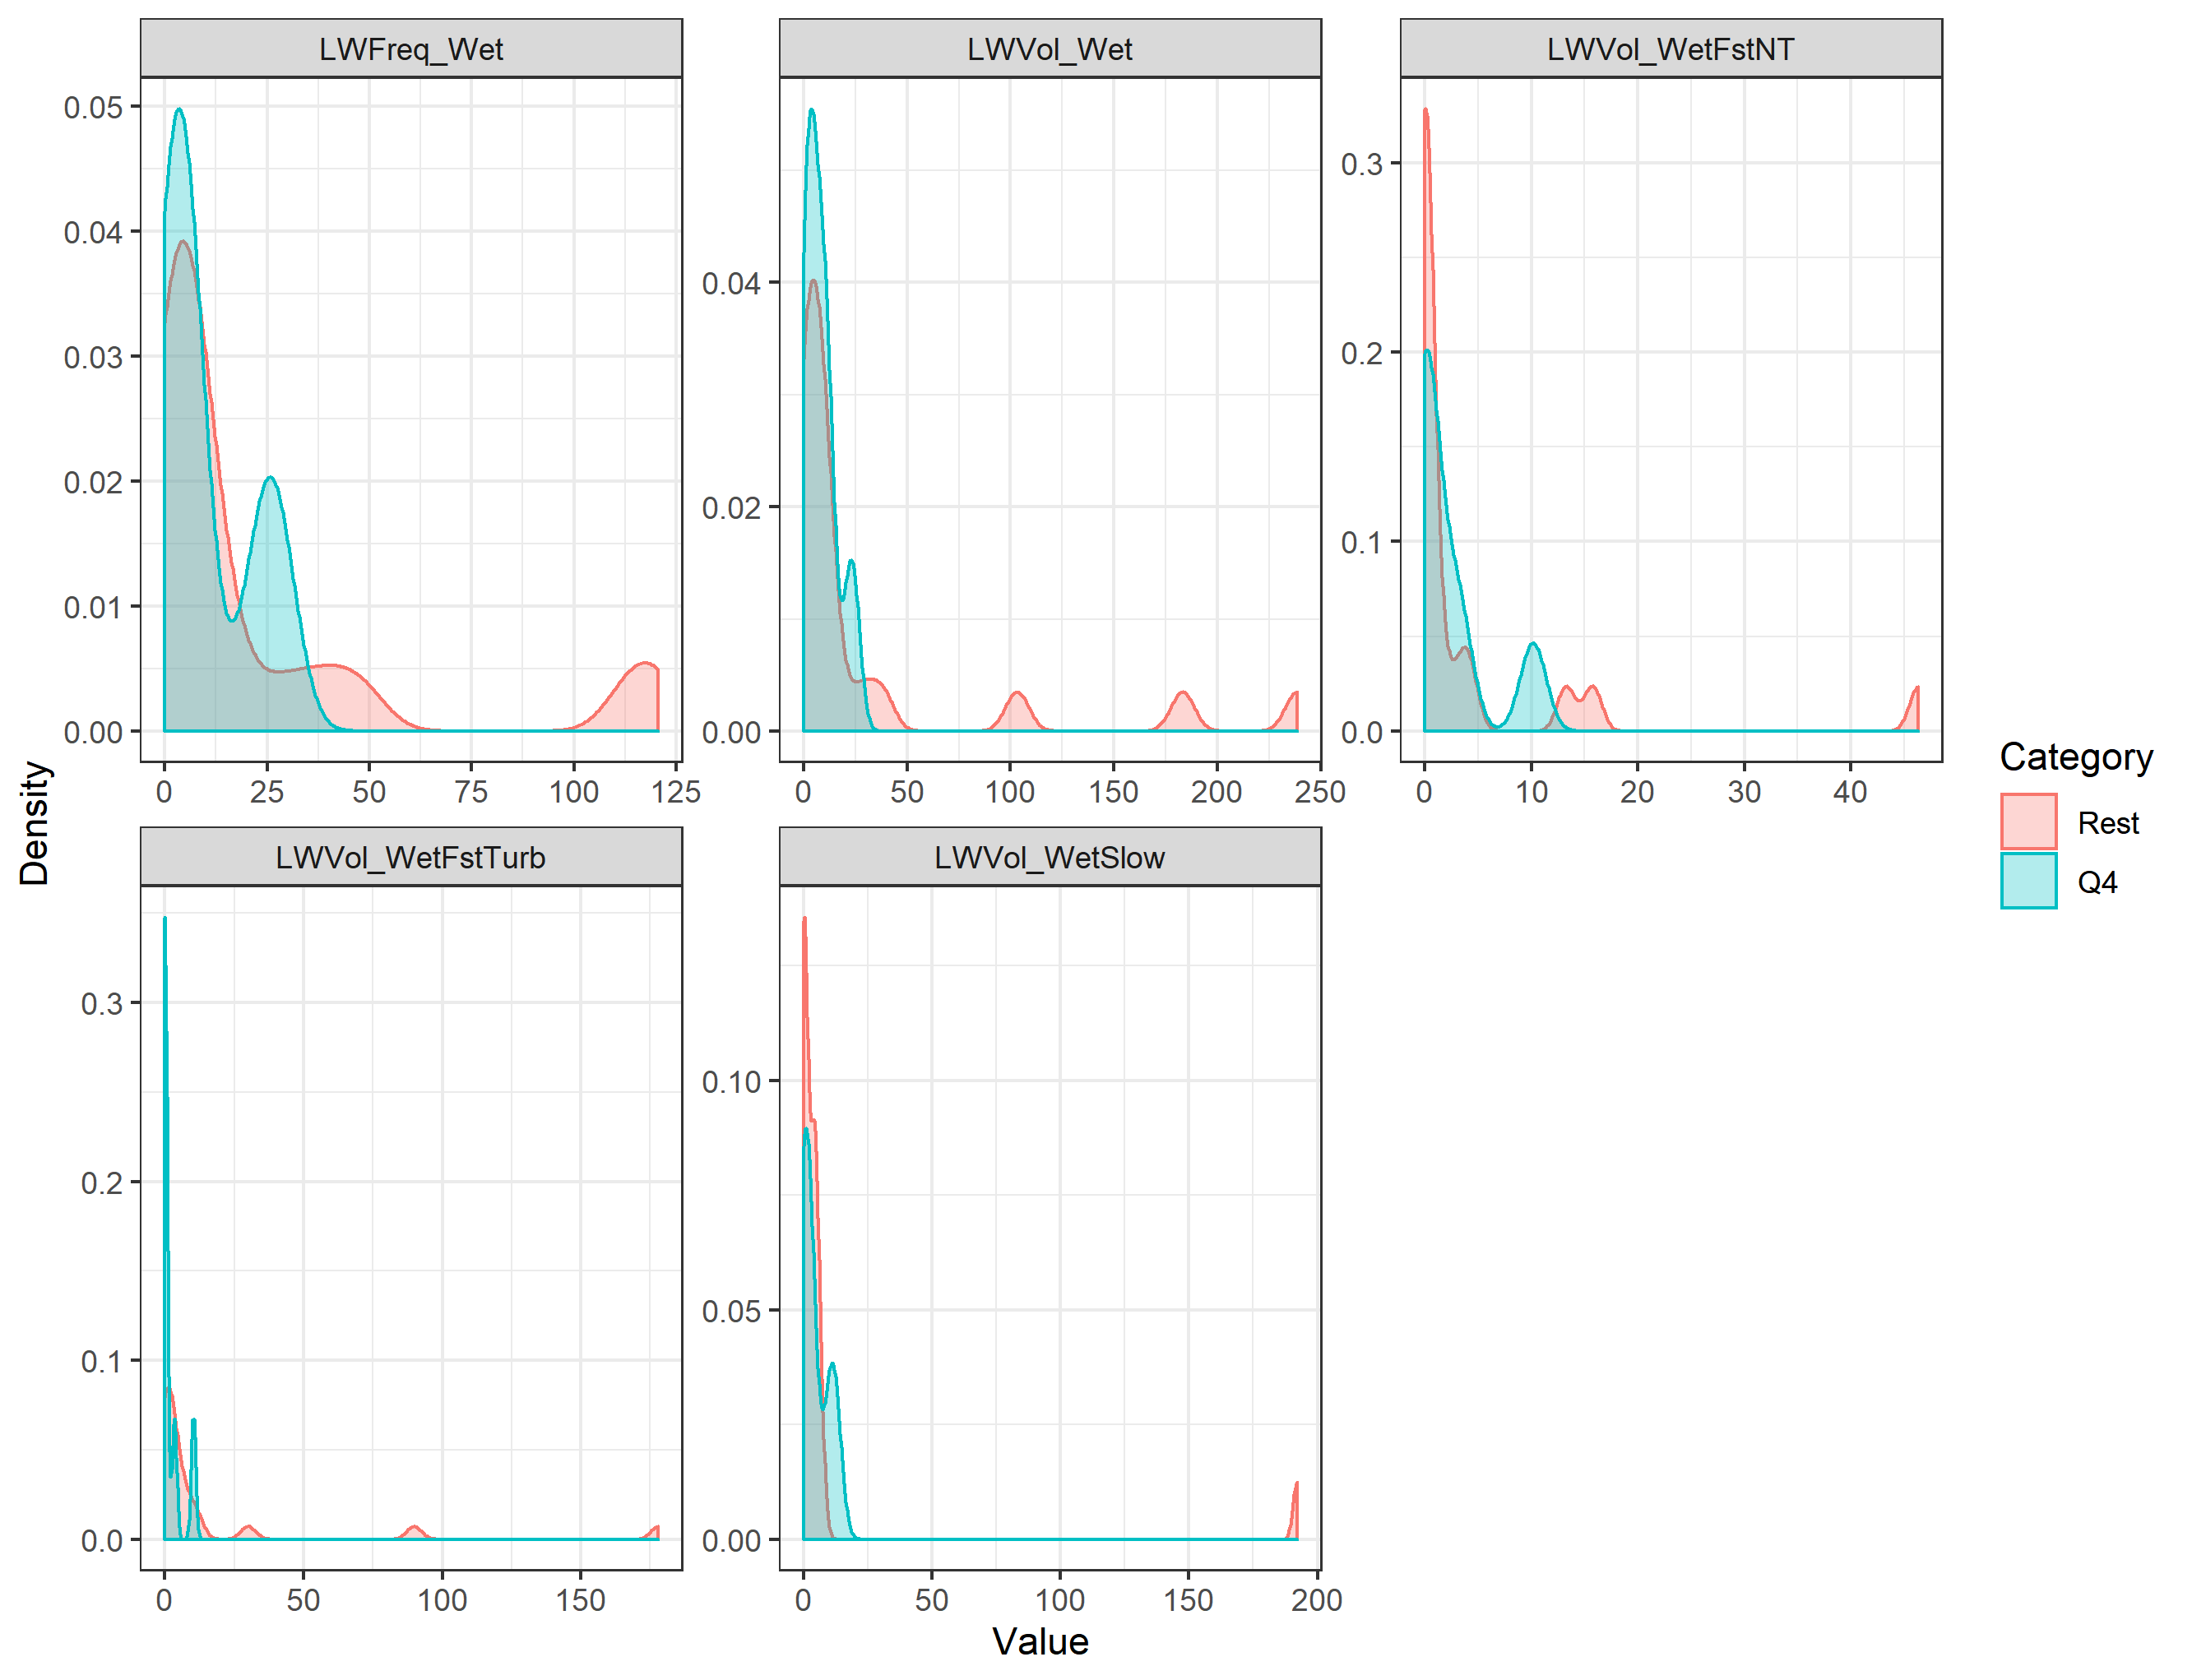 LWFreq_Wet
LWVol_Wet
LWVol_WetFstNT
0.05
0.04
0.03
0.02
0.01
0.00
0.04
0.02
0.00
0.3
0.2
0.1
0.0
0 25 50 75 100 125
0 50 100 150 200 250
0 10 20 30 40
LWVol_WetFstTurb
LWVol_WetSlow
0.3
0.2
0.1
0.0
0.10
0.05
0.00
0 50 100 150
0 50 100 150 200
Density
Value
Category
Rest
Q4